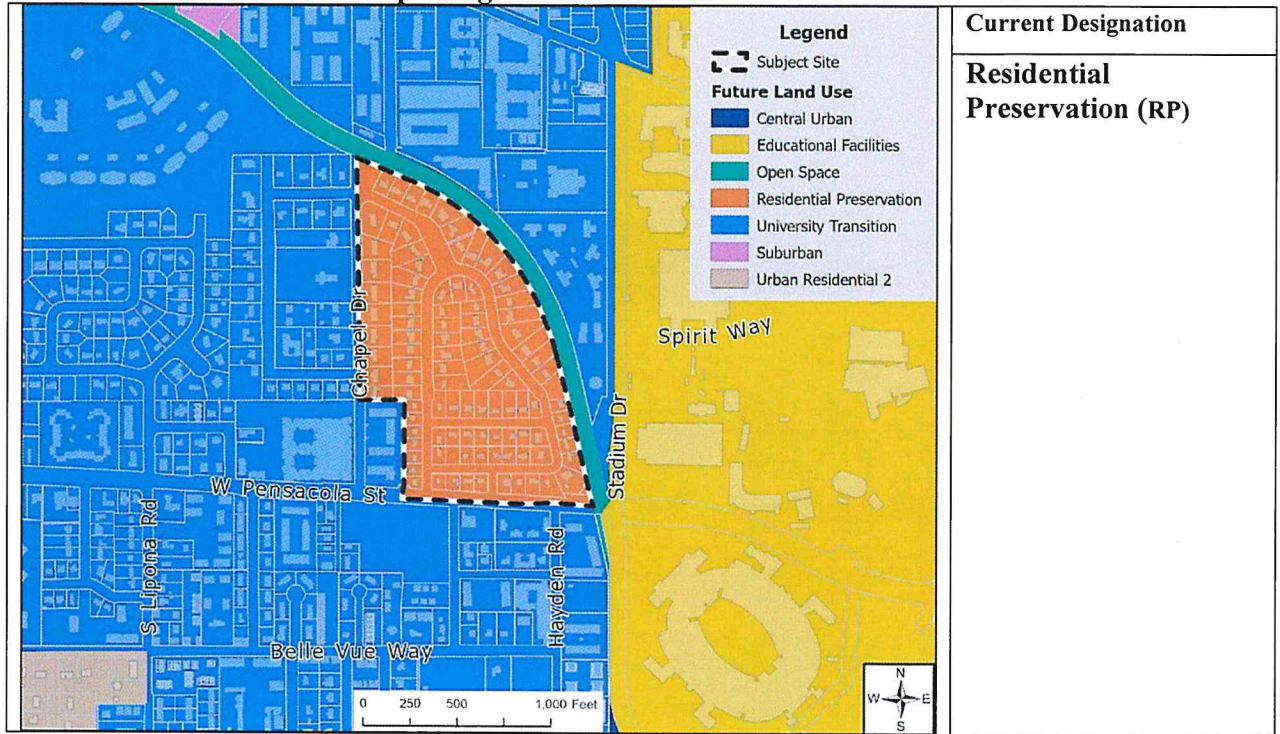 Legend
Subject Site
Future Land Use
Central Urban
Educational Facilities
Open Space
Residential Preservation
University Transition
Suburban
Urban Residential 2
Chapel Dr
Spirit Way
Stadium Dr
W Pensacola St
S Lipona Rd
Hayden Rd
Belle Vue Way
0 250 500 1,000 Feet
N
W E
S
Current Designation
Residential
Preservation (RP)